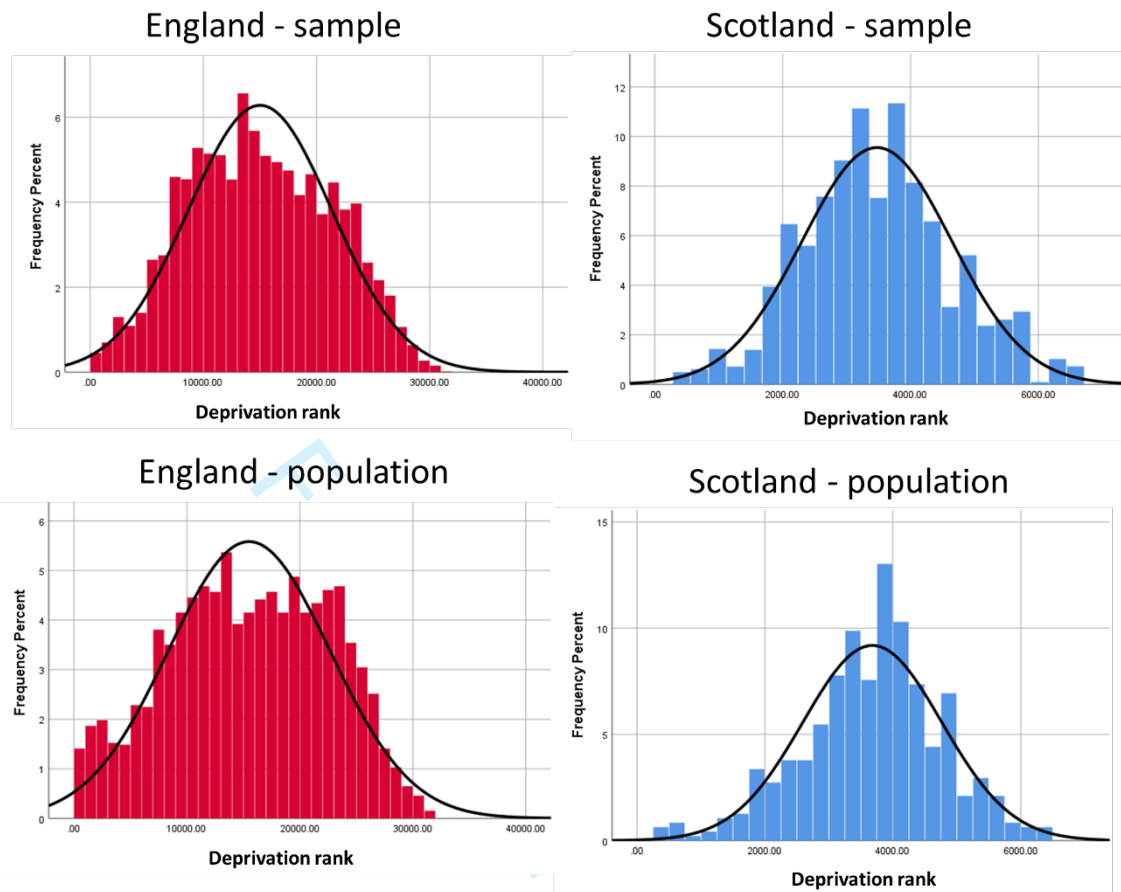 England - sample
Frequency Percent
6
4
2
0
.00 10000.00 20000.00 30000.00 40000.00
Deprivation rank
Scotland - sample
Frequency Percent
12
10
8
6
4
2
0
.00 2000.00 4000.00 6000.00
Deprivation rank
England - population
Frequency Percent
6
5
4
3
2
1
0
.00 10000.00 20000.00 30000.00 40000.00
Deprivation rank
Scotland - population
Frequency Percent
15
10
5
0
.00 2000.00 4000.00 6000.00
Deprivation rank
F